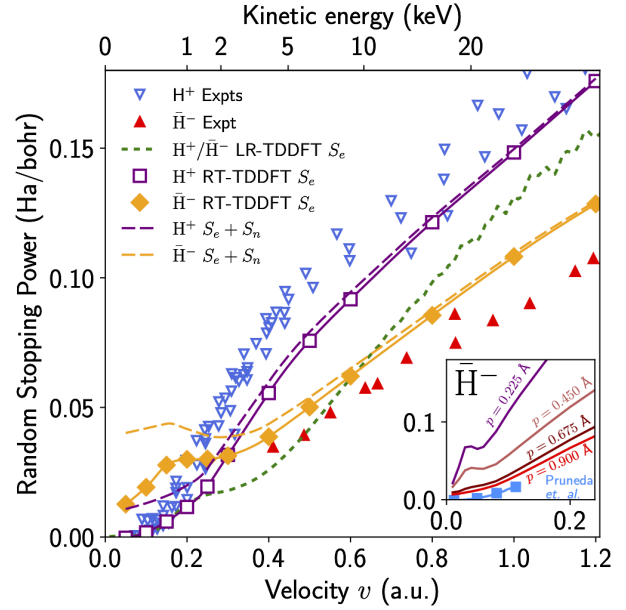 Kinetic energy (keV)
0 1 2 5 10 20
H⁺ Expts
H̄⁻ Expt
H⁺/H̄⁻ LR-TDDFT Sₑ
H⁺ RT-TDDFT Sₑ
H̄⁻ RT-TDDFT Sₑ
H⁺ Sₑ + Sₙ
H̄⁻ Sₑ + Sₙ
Random Stopping Power (Ha/bohr)
0.15
0.10
0.05
0.00
H̄⁻
p = 0.225 Å
p = 0.450 Å
p = 0.675 Å
p = 0.900 Å
Pruneda
et. al.
0.1
0.0
0.0 0.2
0.0 0.2 0.4 0.6 0.8 1.0 1.2
Velocity v (a.u.)